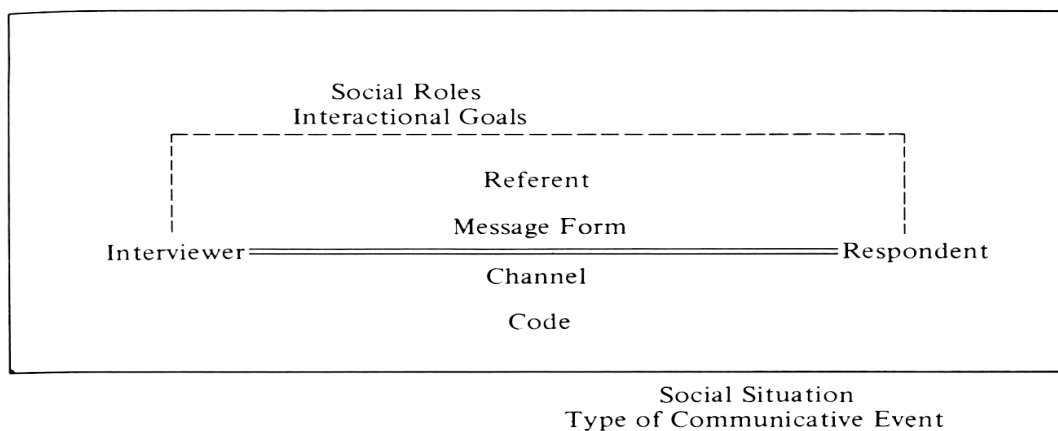 Social Roles
Interactional Goals
Referent
Message Form
Interviewer Respondent
Channel
Code
Social Situation
Type of Communicative Event